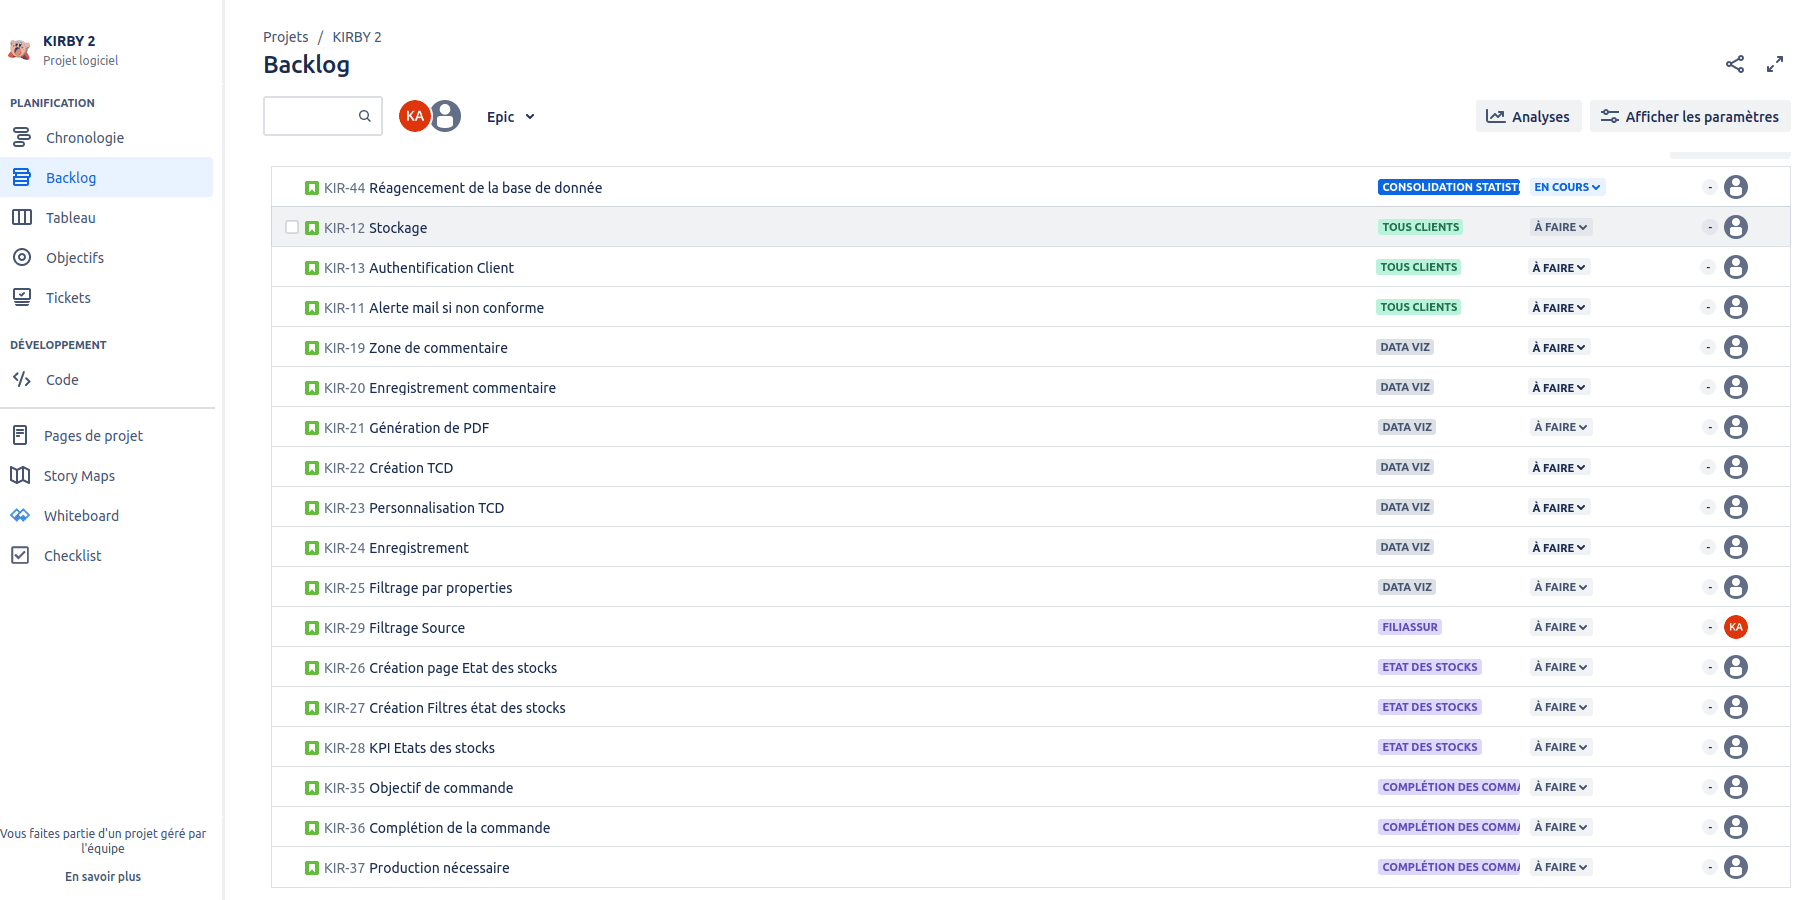 KIRBY 2
Projet logiciel
PLANIFICATION
Chronologie
Backlog
Tableau
Objectifs
Tickets
DÉVELOPPEMENT
Code
Pages de projet
Story Maps
Whiteboard
Checklist
Vous faites partie d'un projet géré par
l'équipe
En savoir plus
Projets / KIRBY 2
Backlog
KA
Epic
Analyses
Afficher les paramètres
KIR-44 Réagencement de la base de donnée CONSOLIDATION STATIST EN COURS -
KIR-12 Stockage TOUS CLIENTS À FAIRE -
KIR-13 Authentification Client TOUS CLIENTS À FAIRE -
KIR-11 Alerte mail si non conforme TOUS CLIENTS À FAIRE -
KIR-19 Zone de commentaire DATA VIZ À FAIRE -
KIR-20 Enregistrement commentaire DATA VIZ À FAIRE -
KIR-21 Génération de PDF DATA VIZ À FAIRE -
KIR-22 Création TCD DATA VIZ À FAIRE -
KIR-23 Personnalisation TCD DATA VIZ À FAIRE -
KIR-24 Enregistrement DATA VIZ À FAIRE -
KIR-25 Filtrage par properties DATA VIZ À FAIRE -
KIR-29 Filtrage Source FILIASSUR À FAIRE - KA
KIR-26 Création page Etat des stocks ETAT DES STOCKS À FAIRE -
KIR-27 Création Filtres état des stocks ETAT DES STOCKS À FAIRE -
KIR-28 KPI Etats des stocks ETAT DES STOCKS À FAIRE -
KIR-35 Objectif de commande COMPLÉTION DES COMMA À FAIRE -
KIR-36 Complétion de la commande COMPLÉTION DES COMMA À FAIRE -
KIR-37 Production nécessaire COMPLÉTION DES COMMA À FAIRE -